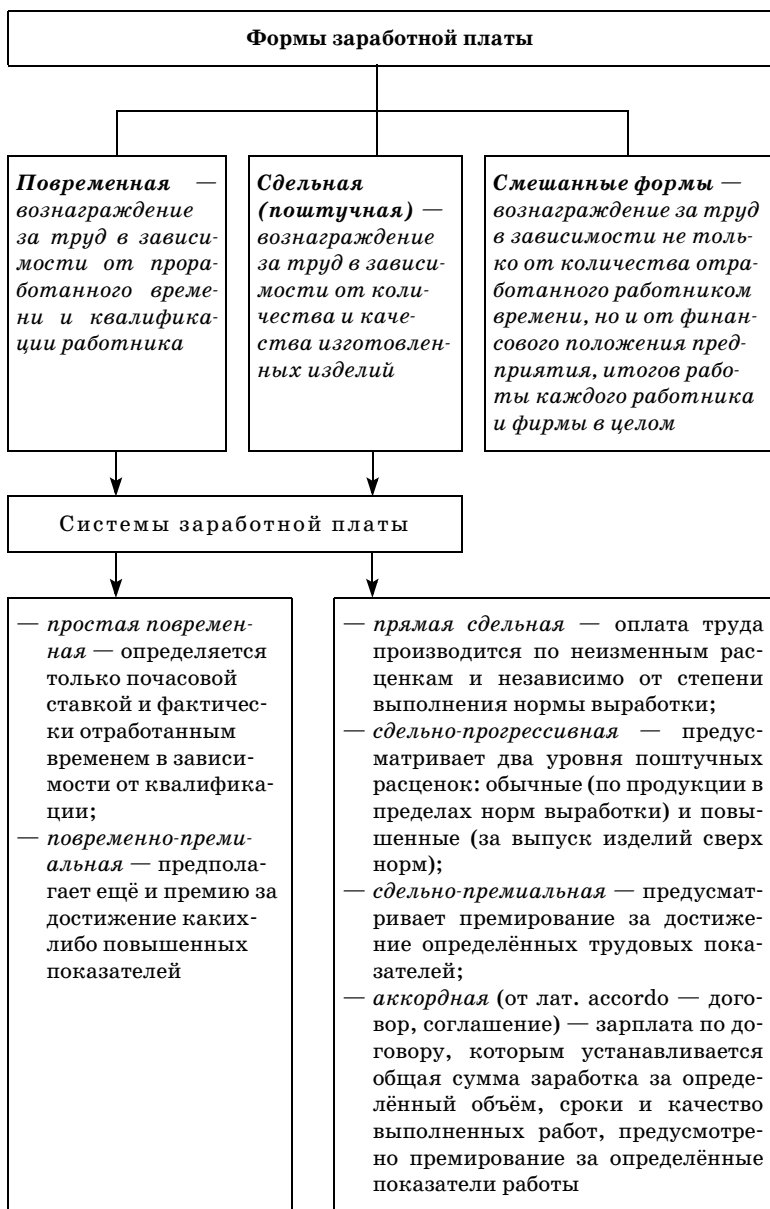 Формы заработной платы
Повременная —
вознаграждение
за труд в зависи-
мости от прора-
ботанного време-
ни и квалифика-
ции работника
Сдельная
(поштучная) —
вознаграждение
за труд в зависи-
мости от коли-
чества и каче-
ства изготовлен-
ных изделий
Смешанные формы —
вознаграждение за труд
в зависимости не толь-
ко от количества отра-
ботанного работником
времени, но и от финан-
сового положения пред-
приятия, итогов рабо-
ты каждого работника
и фирмы в целом
Системы заработной платы
— простая повремен-
ная — определяется
только почасовой
ставкой и фактичес-
ки отработанным
временем в зависи-
мости от квалифика-
ции;
— повременно-преми-
альная — предпола-
гает ещё и премию за
достижение каких-
либо повышенных
показателей
— прямая сдельная — оплата труда
производится по неизменным рас-
ценкам и независимо от степени
выполнения нормы выработки;
— сдельно-прогрессивная — предус-
матривает два уровня поштучных
расценок: обычные (по продукции в
пределах норм выработки) и повы-
шенные (за выпуск изделий сверх
норм);
— сдельно-премиальная — предусмат-
ривает премирование за достиже-
ние определённых трудовых пока-
зателей;
— аккордная (от лат. accordo — дого-
вор, соглашение) — зарплата по до-
говору, которым устанавливается
общая сумма заработка за опреде-
лённый объём, сроки и качество
выполненных работ, предусмотре-
но премирование за определённые
показатели работы